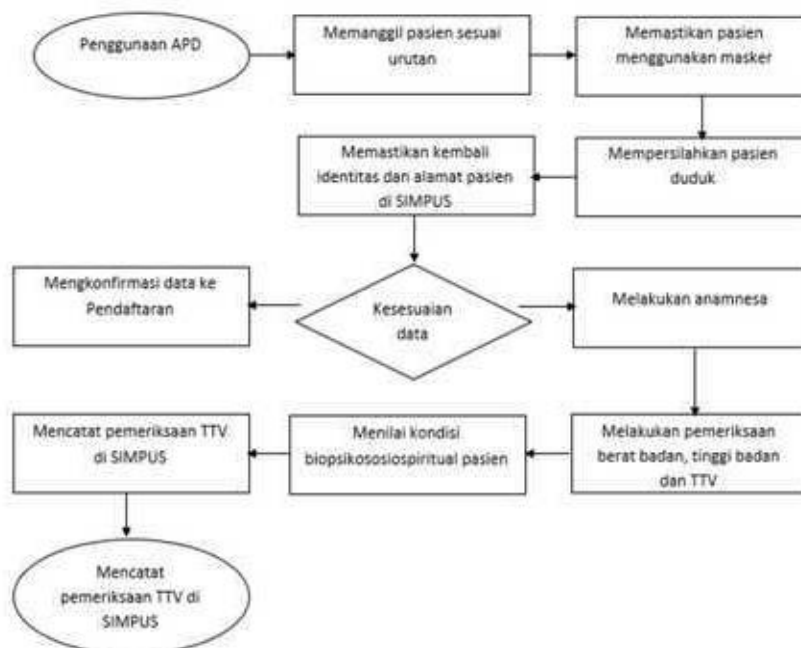 Penggunaan APD
Memanggil pasien sesuai
urutan
Memastikan pasien
menggunakan masker
Mempersilahkan pasien
duduk
Memastikan kembali
identitas dan alamat pasien
di SIMPUS
Kesesuaian
data
Mengkonfirmasi data ke
Pendaftaran
Melakukan anamnesa
Melakukan pemeriksaan
berat badan, tinggi badan
dan TTV
Menilai kondisi
biopsikososiospiritual pasien
Mencatat pemeriksaan TTV
di SIMPUS
Mencatat
pemeriksaan TTV di
SIMPUS